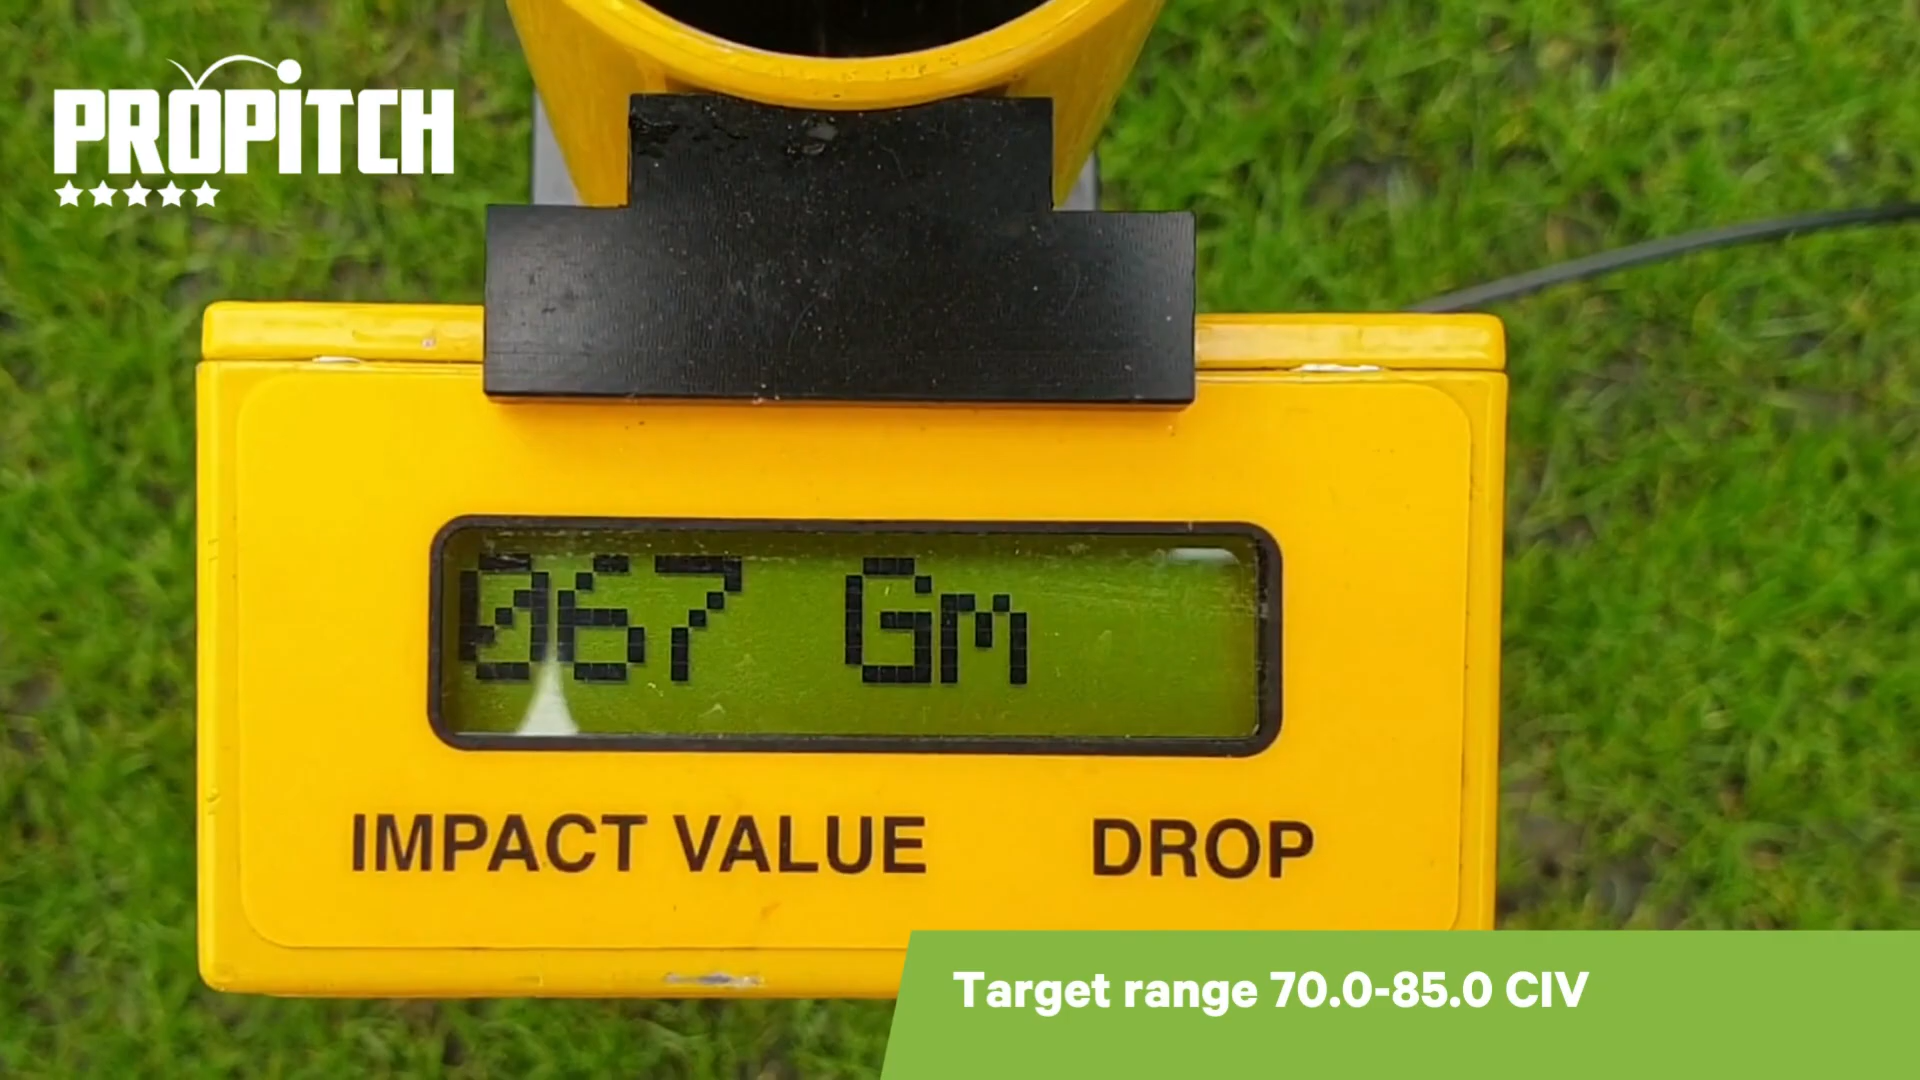 PROPiTCH
067 Gm
IMPACT VALUE DROP
Target range 70.0-85.0 CIV